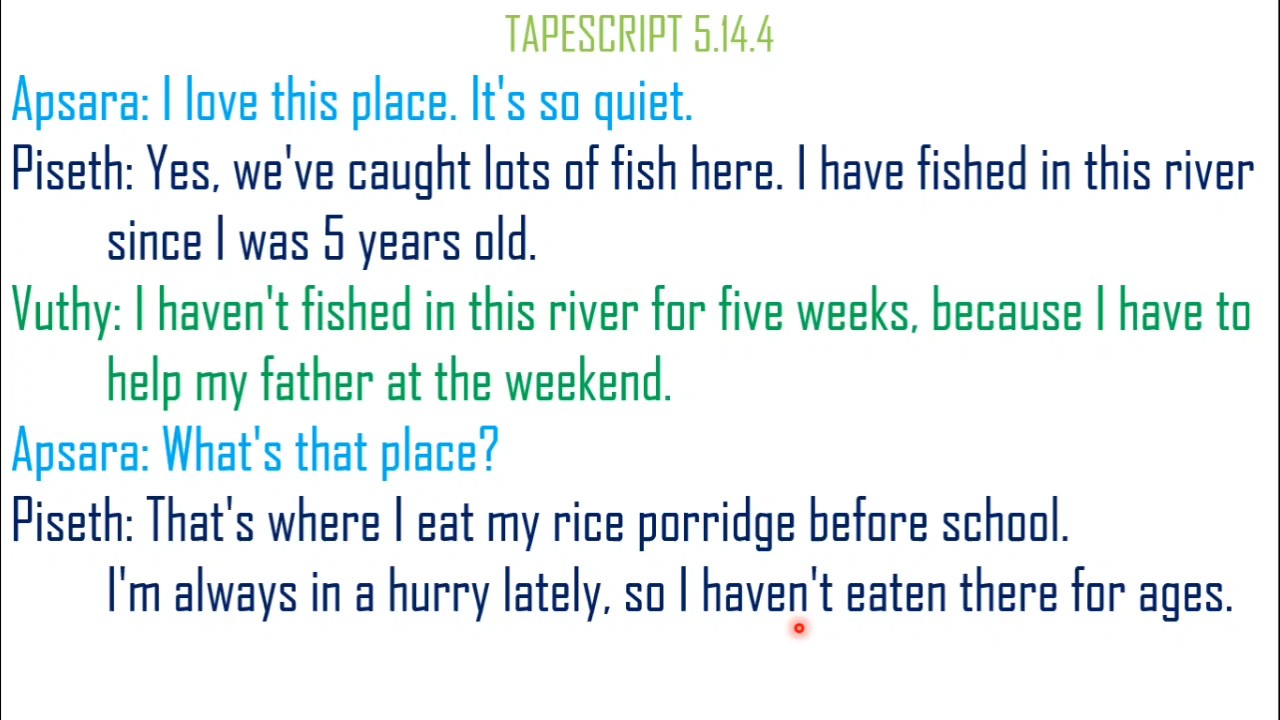 TAPESCRIPT 5.14.4
Apsara: I love this place. It's so quiet.
Piseth: Yes, we've caught lots of fish here. I have fished in this river
since I was 5 years old.
Vuthy: I haven't fished in this river for five weeks, because I have to
help my father at the weekend.
Apsara: What's that place?
Piseth: That's where I eat my rice porridge before school.
I'm always in a hurry lately, so I haven't eaten there for ages.